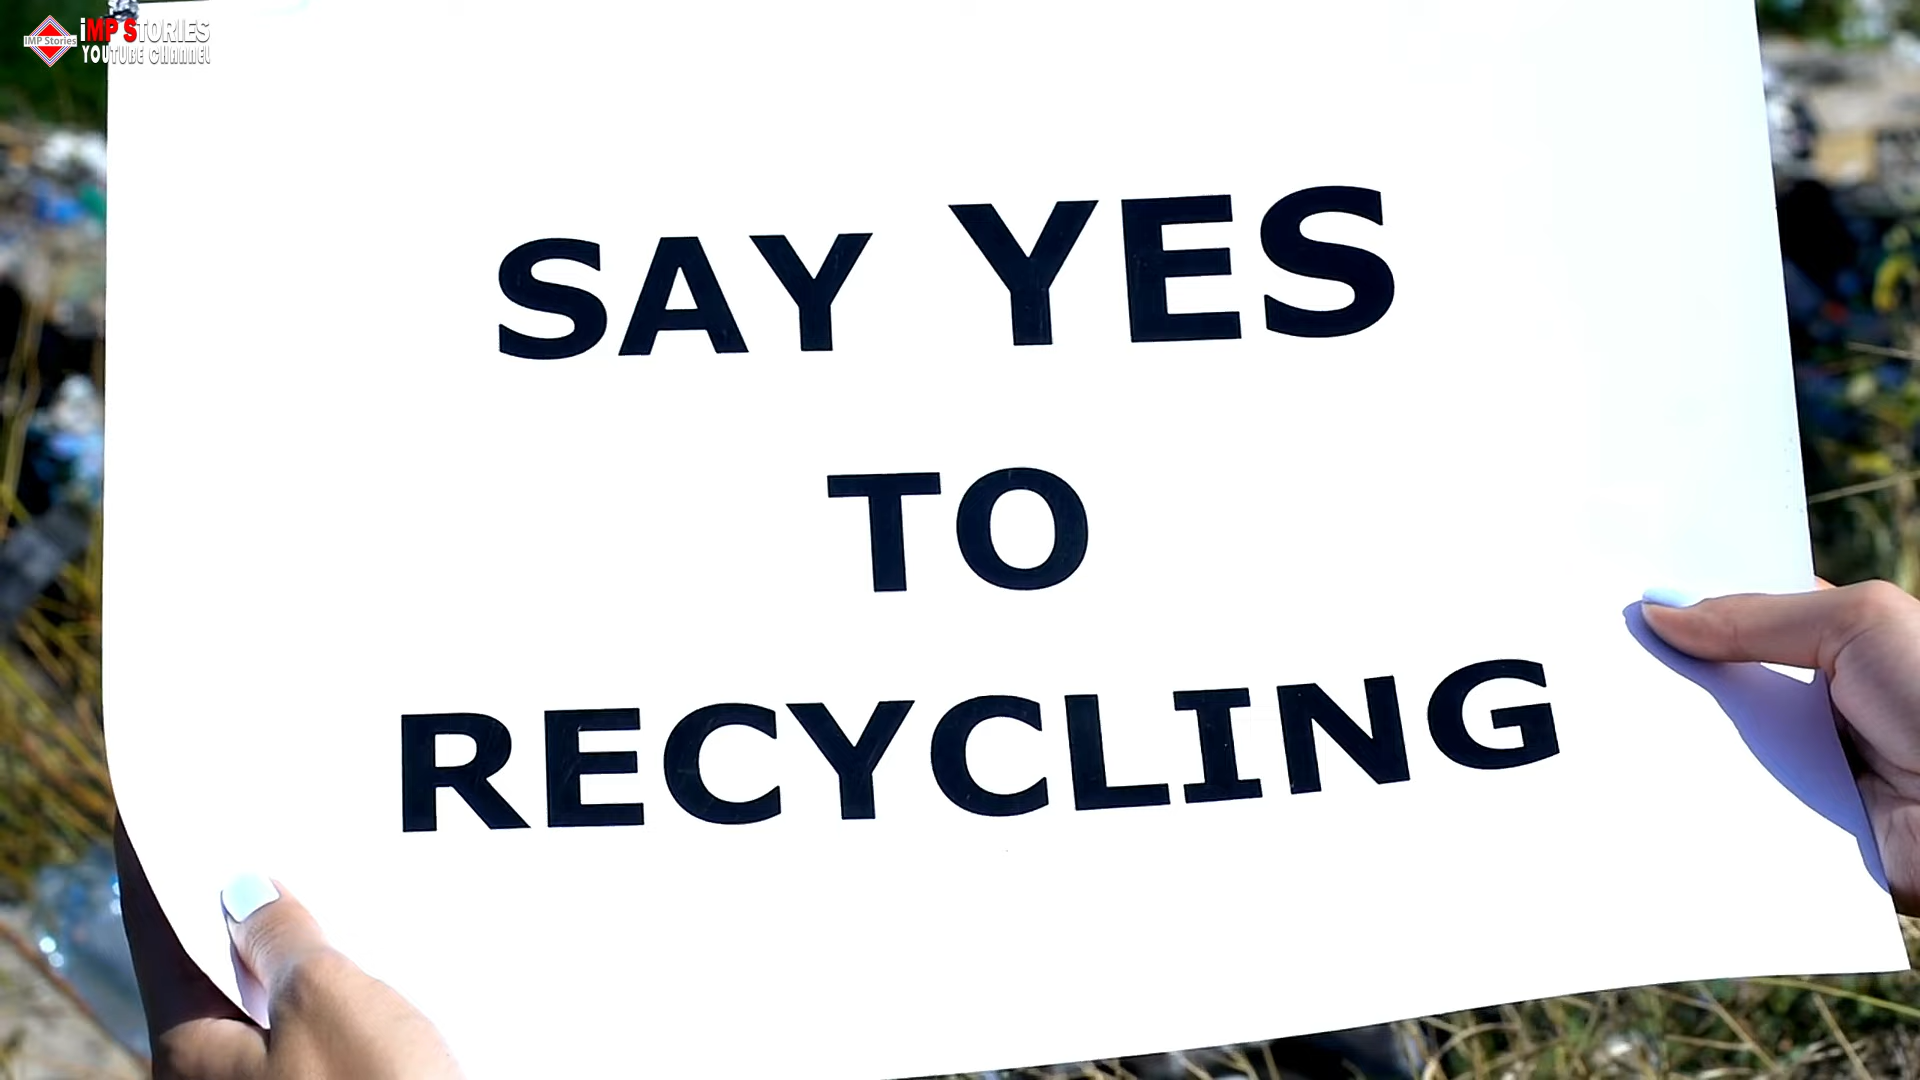 IMP Stories
iMP STORIES
YOUTUBE CHANNEL
SAY YES
TO
RECYCLING